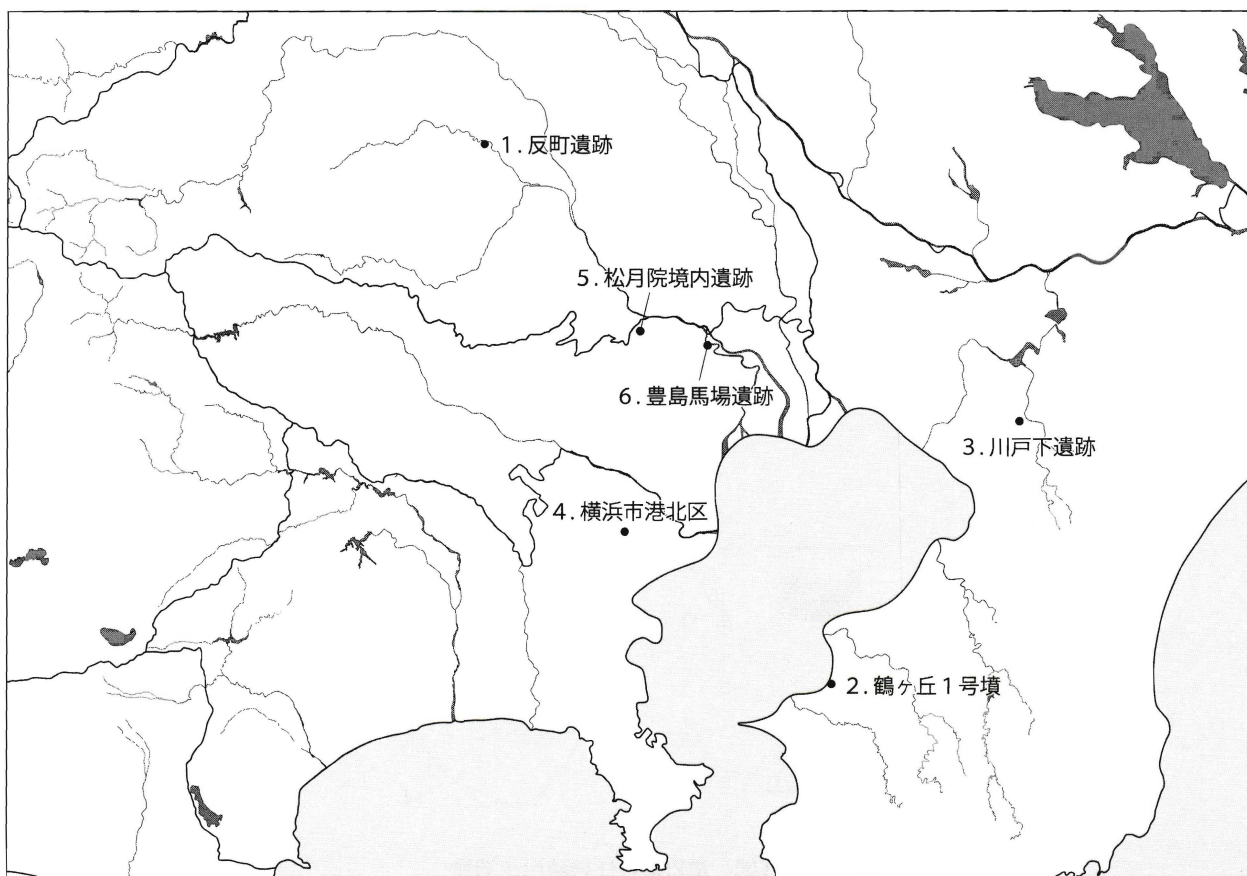 1. 反町遺跡
5. 松月院境内遺跡
6. 豊島馬場遺跡
3. 川戸下遺跡
4. 横浜市港北区
2. 鶴ヶ丘1号墳